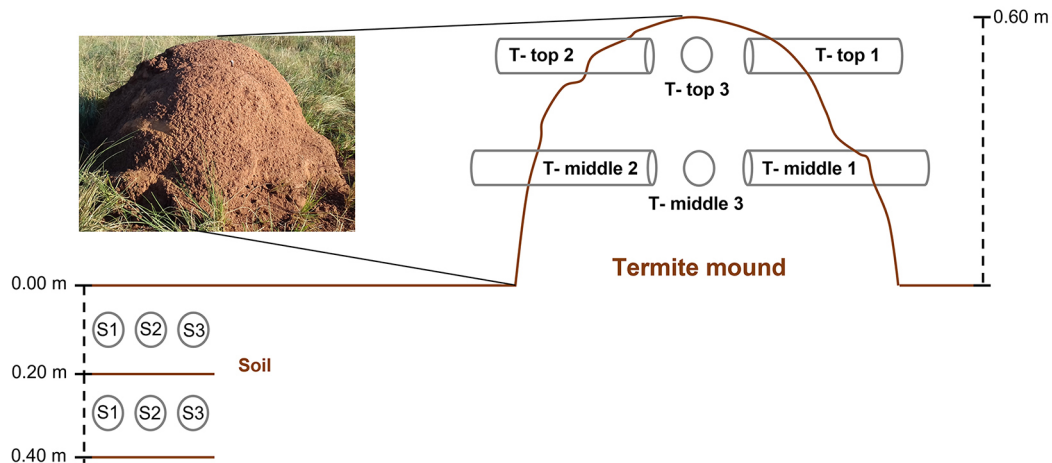 0.60 m
T- top 2
T- top 1
T- top 3
T- middle 2
T- middle 1
T- middle 3
Termite mound
0.00 m
S1 S2 S3
Soil
0.20 m
S1 S2 S3
0.40 m